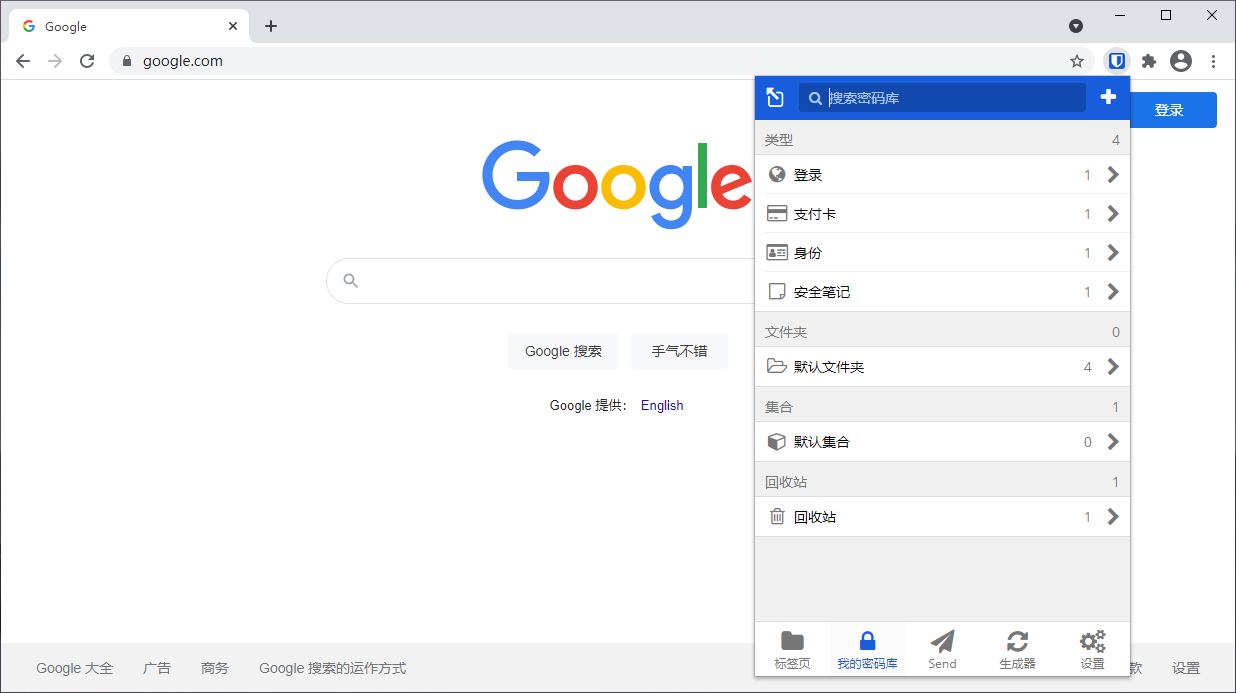 Google
google.com
搜索密码库
登录
Google
类型 4
登录 1
支付卡 1
身份 1
安全笔记 1
文件夹 0
默认文件夹 4
集合 1
默认集合 0
回收站 1
回收站 1
Google 搜索 手气不错
Google 提供： English
标签页 我的密码库 Send 生成器 设置
Google 大全 广告 商务 Google 搜索的运作方式 款 设置